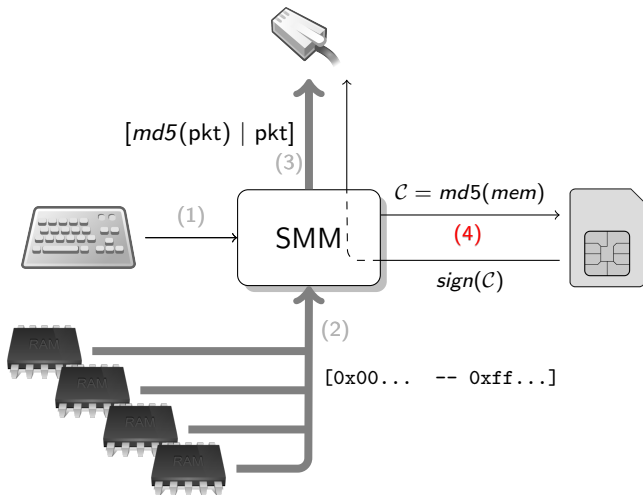 [md5(pkt) | pkt]
(3)
(1)
SMM
𝒞 = md5(mem)
(4)
sign(𝒞)
(2)
[0x00... -- 0xff...]
RAM
RAM
RAM
RAM